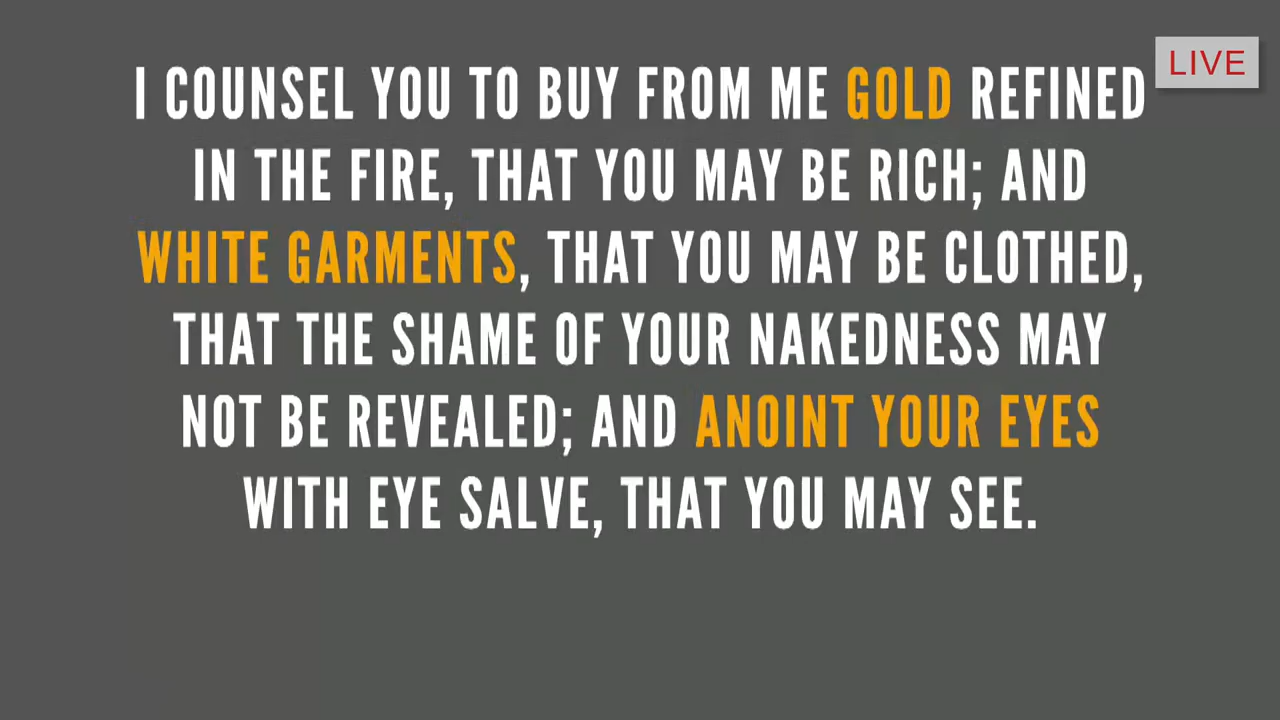 LIVE
I COUNSEL YOU TO BUY FROM ME GOLD REFINED
IN THE FIRE, THAT YOU MAY BE RICH; AND
WHITE GARMENTS, THAT YOU MAY BE CLOTHED,
THAT THE SHAME OF YOUR NAKEDNESS MAY
NOT BE REVEALED; AND ANOINT YOUR EYES
WITH EYE SALVE, THAT YOU MAY SEE.